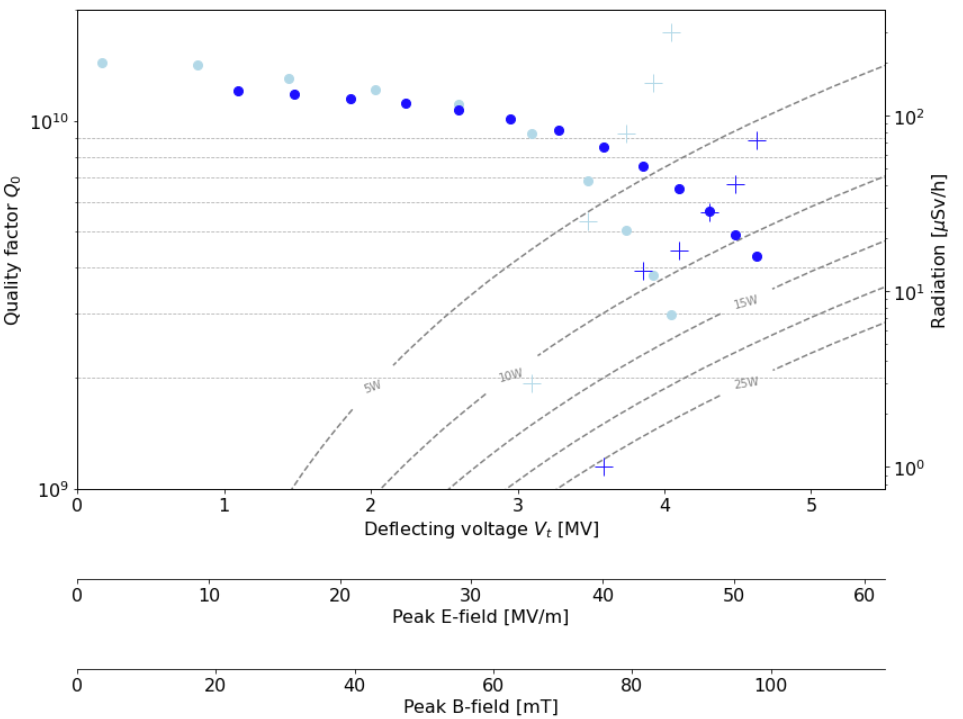 Quality factor Q₀
10¹⁰
10⁹
5W
10W
15W
25W
10²
10¹
10⁰
Radiation [μSv/h]
0 1 2 3 4 5
Deflecting voltage Vₜ [MV]
0 10 20 30 40 50 60
Peak E-field [MV/m]
0 20 40 60 80 100
Peak B-field [mT]